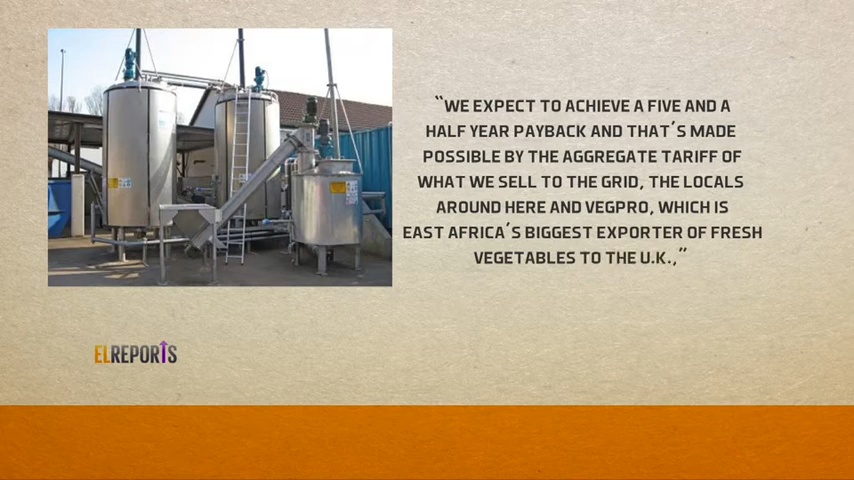 “WE EXPECT TO ACHIEVE A FIVE AND A
HALF YEAR PAYBACK AND THAT'S MADE
POSSIBLE BY THE AGGREGATE TARIFF OF
WHAT WE SELL TO THE GRID, THE LOCALS
AROUND HERE AND VEGPRO, WHICH IS
EAST AFRICA'S BIGGEST EXPORTER OF FRESH
VEGETABLES TO THE U.K.,”
ELREPORTS